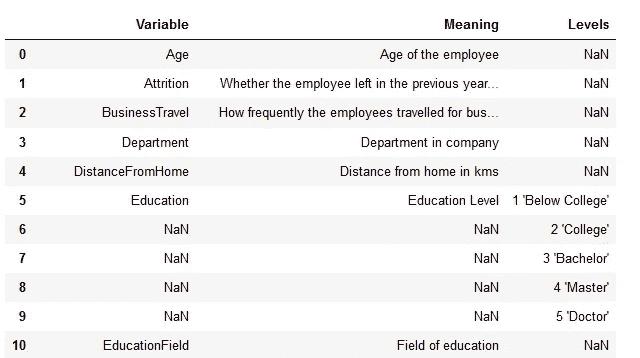 Variable Meaning Levels
0 Age Age of the employee NaN
1 Attrition Whether the employee left in the previous year... NaN
2 BusinessTravel How frequently the employees travelled for bus... NaN
3 Department Department in company NaN
4 DistanceFromHome Distance from home in kms NaN
5 Education Education Level 1 'Below College'
6 NaN NaN 2 'College'
7 NaN NaN 3 'Bachelor'
8 NaN NaN 4 'Master'
9 NaN NaN 5 'Doctor'
10 EducationField Field of education NaN